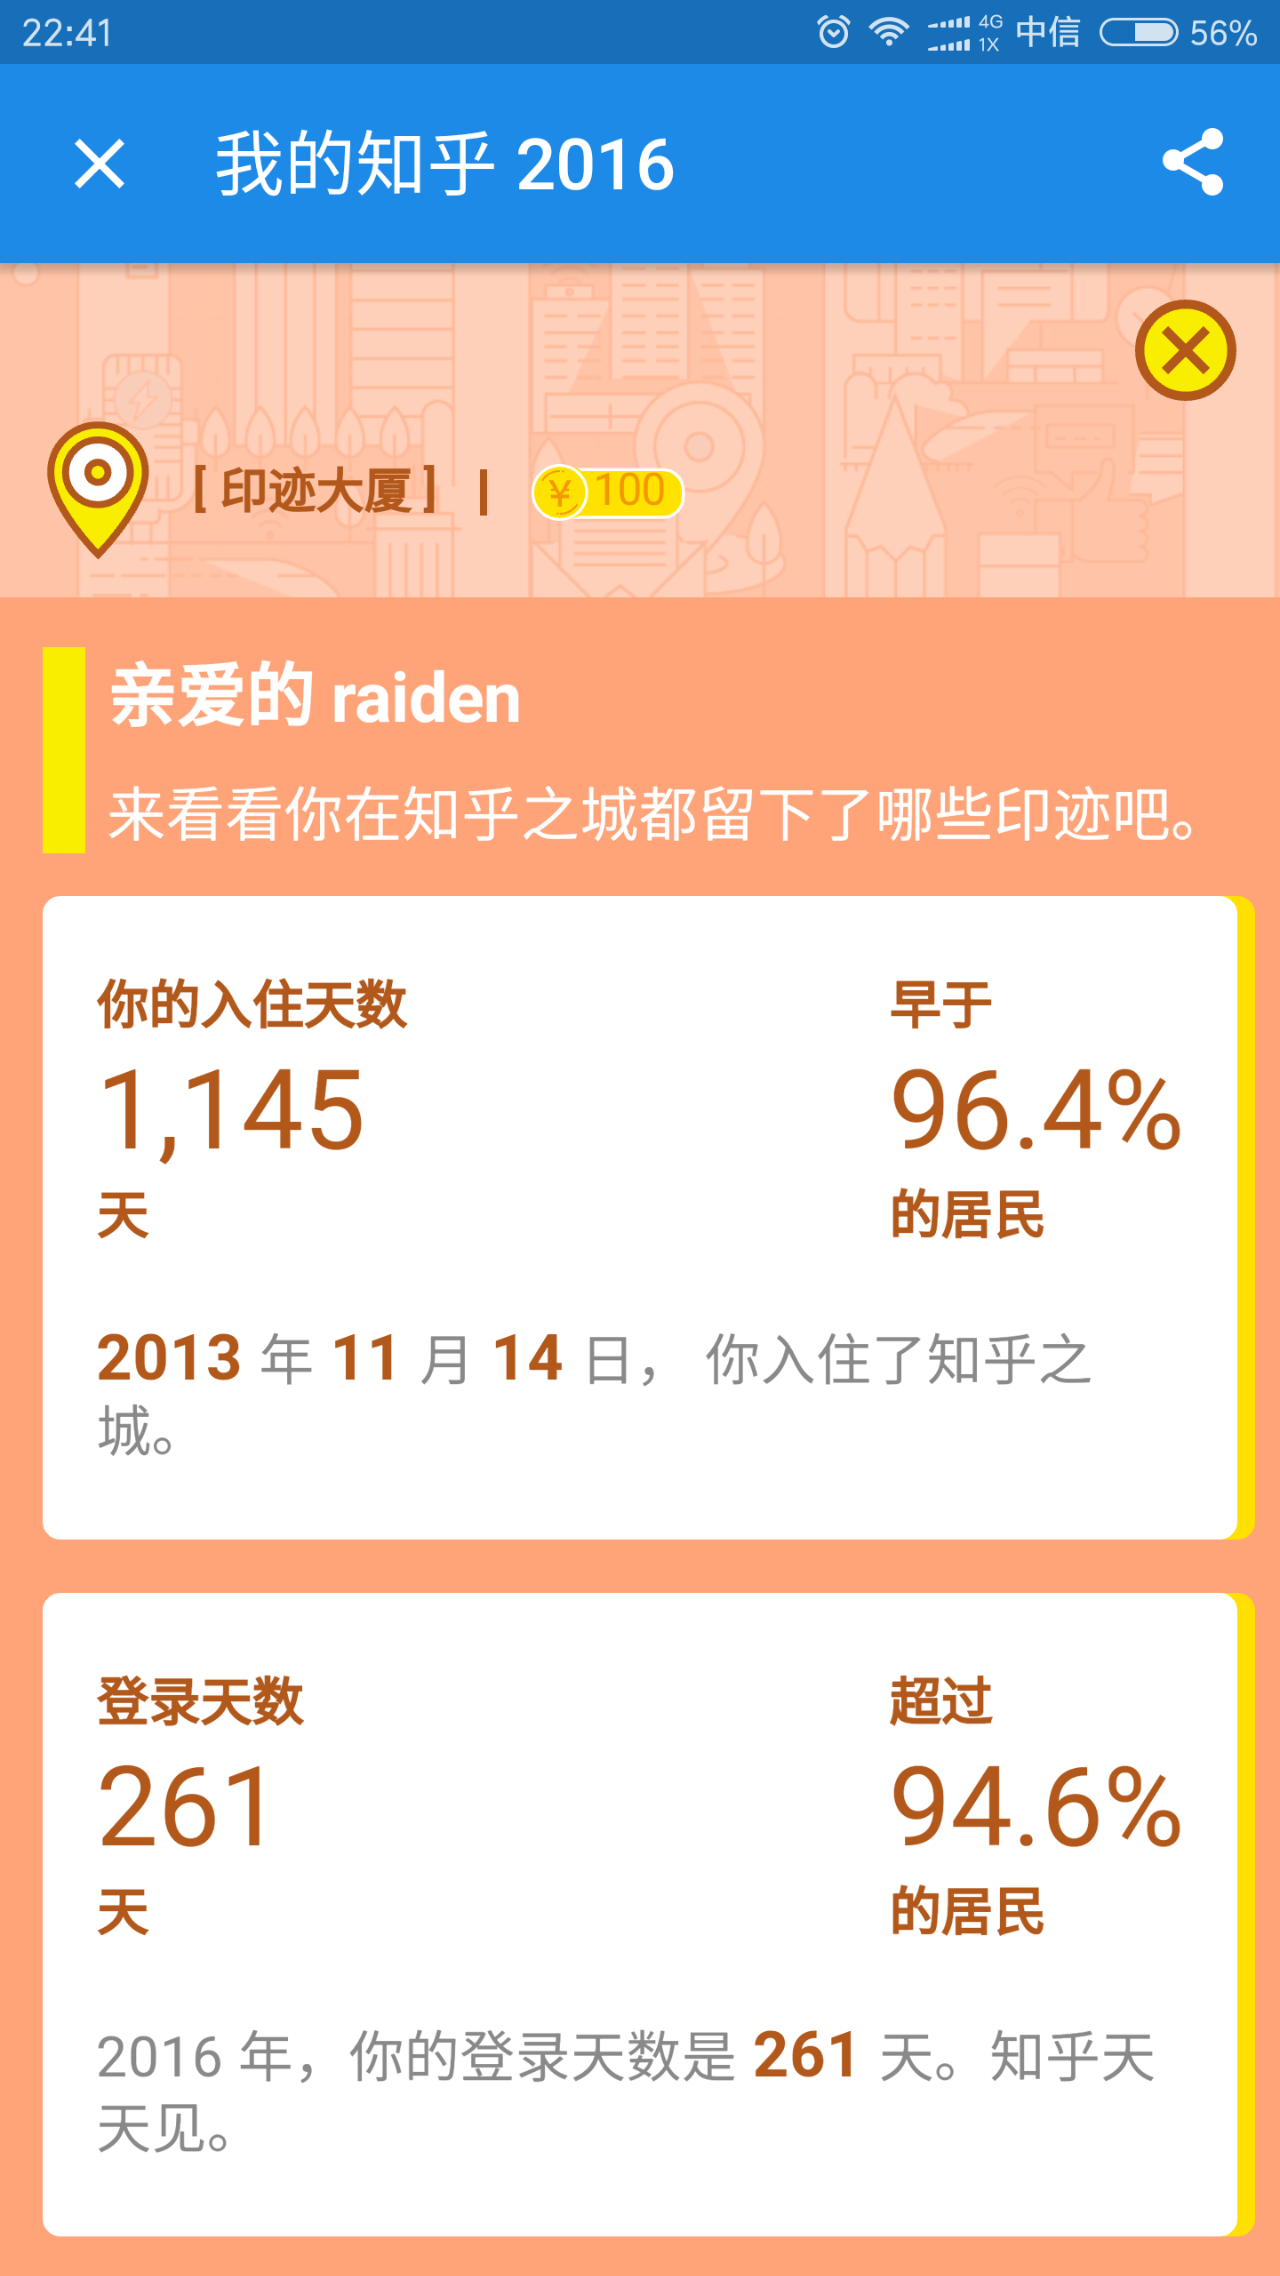 22:41 4G 1X 中信 56%
我的知乎 2016
[ 印迹大厦 ] | ¥ 100
亲爱的 raiden
来看看你在知乎之城都留下了哪些印迹吧。
你的入住天数 早于
1,145 96.4%
天 的居民
2013 年 11 月 14 日， 你入住了知乎之
城。
登录天数 超过
261 94.6%
天 的居民
2016 年，你的登录天数是 261 天。知乎天
天见。